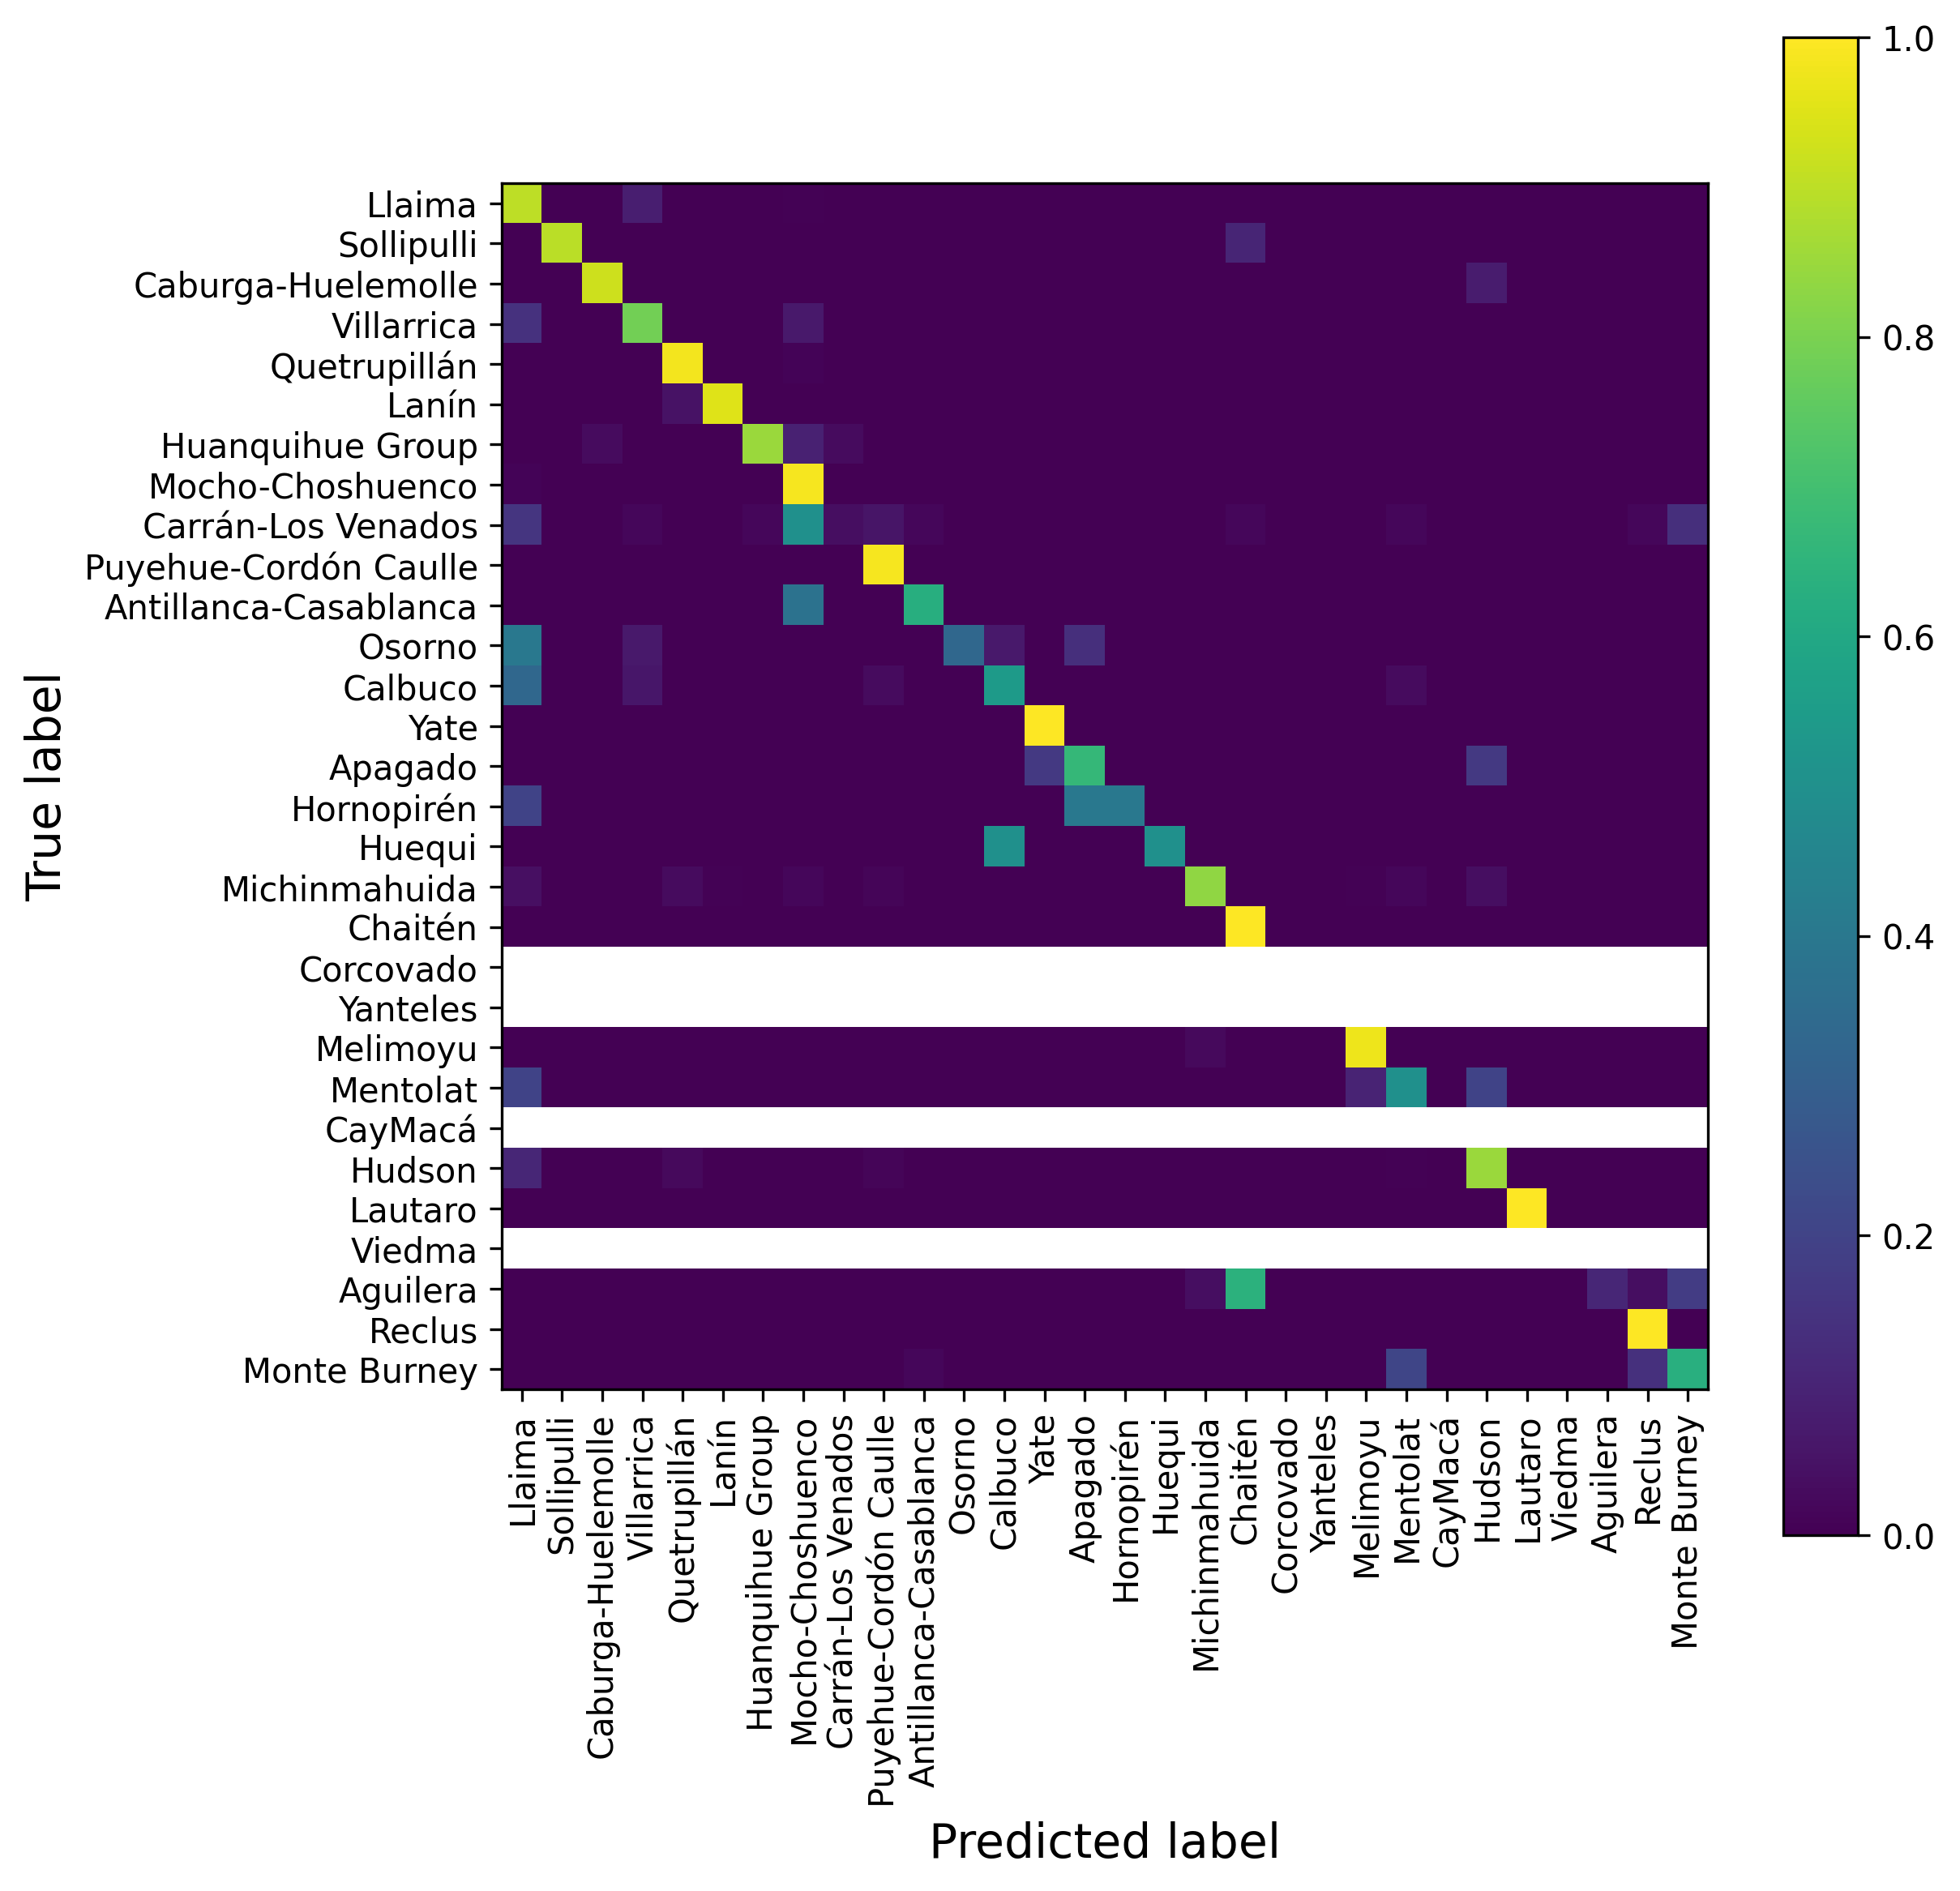 True label
Llaima
Sollipulli
Caburga-Huelemolle
Villarrica
Quetrupillán
Lanín
Huanquihue Group
Mocho-Choshuenco
Carrán-Los Venados
Puyehue-Cordón Caulle
Antillanca-Casablanca
Osorno
Calbuco
Yate
Apagado
Hornopirén
Huequi
Michinmahuida
Chaitén
Corcovado
Yanteles
Melimoyu
Mentolat
CayMacá
Hudson
Lautaro
Viedma
Aguilera
Reclus
Monte Burney
Llaima
Sollipulli
Caburga-Huelemolle
Villarrica
Quetrupillán
Lanín
Huanquihue Group
Mocho-Choshuenco
Carrán-Los Venados
Puyehue-Cordón Caulle
Antillanca-Casablanca
Osorno
Calbuco
Yate
Apagado
Hornopirén
Huequi
Michinmahuida
Chaitén
Corcovado
Yanteles
Melimoyu
Mentolat
CayMacá
Hudson
Lautaro
Viedma
Aguilera
Reclus
Monte Burney
Predicted label
1.0
0.8
0.6
0.4
0.2
0.0